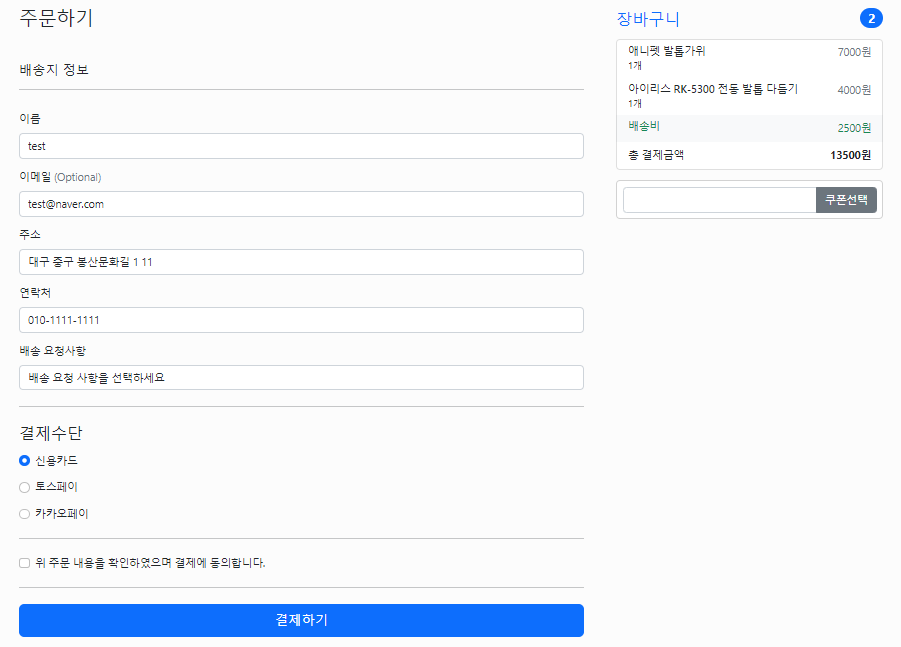 주문하기
배송지 정보
이름
test
이메일 (Optional)
test@naver.com
주소
대구 중구 봉산문화길 1 11
연락처
010-1111-1111
배송 요청사항
배송 요청 사항을 선택하세요
결제수단
신용카드
토스페이
카카오페이
위 주문 내용을 확인하였으며 결제에 동의합니다.
결제하기
장바구니 2
애니펫 발톱가위 7000원
1개
아이리스 RK-5300 전동 발톱 다듬기 4000원
1개
배송비 2500원
총 결제금액 13500원
쿠폰선택